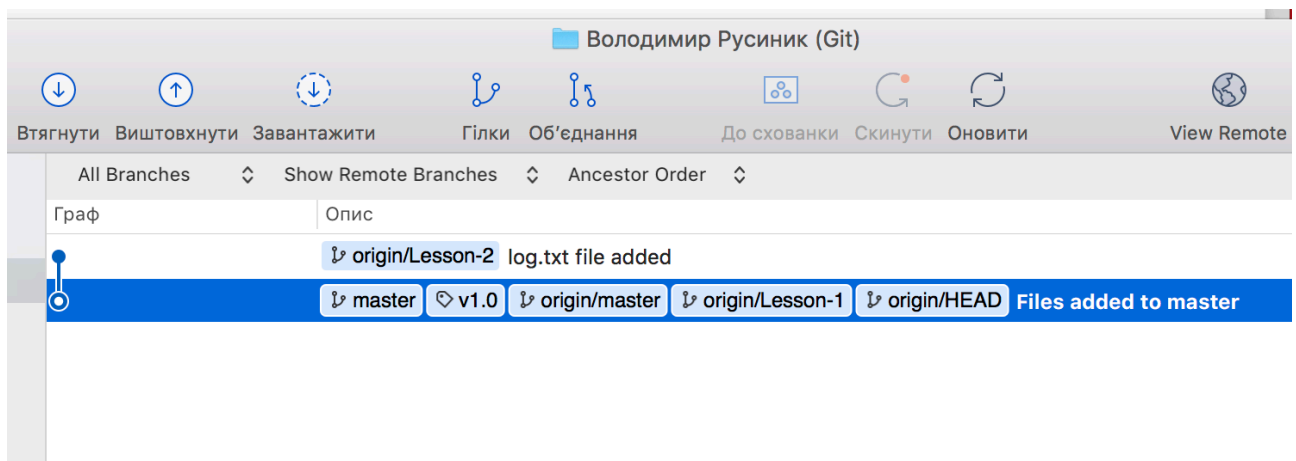 Володимир Русиник (Git)
Втягнути Виштовхнути Завантажити Гілки Об'єднання До схованки Скинути Оновити View Remote
All Branches Show Remote Branches Ancestor Order
Граф Опис
origin/Lesson-2 log.txt file added
master v1.0 origin/master origin/Lesson-1 origin/HEAD Files added to master